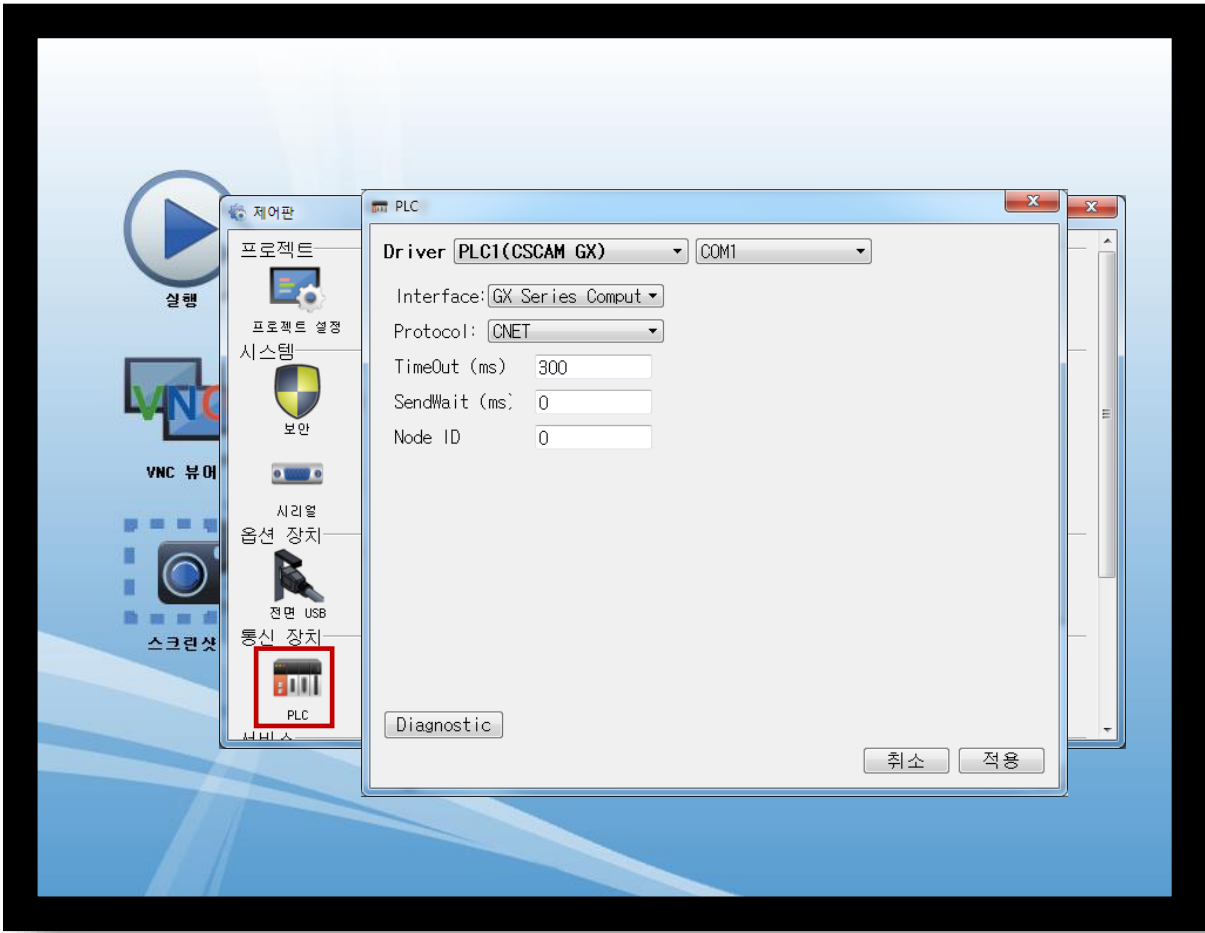 실행
VNC 뷰어
스크린샷
제어판
프로젝트
프로젝트 설정
시스템
보안
시리얼
옵션 장치
전면 USB
통신 장치
PLC
서비스
PLC
Driver PLC1(CSCAM GX) COM1
Interface: GX Series Comput
Protocol: CNET
TimeOut (ms) 300
SendWait (ms) 0
Node ID 0
Diagnostic
취소 적용